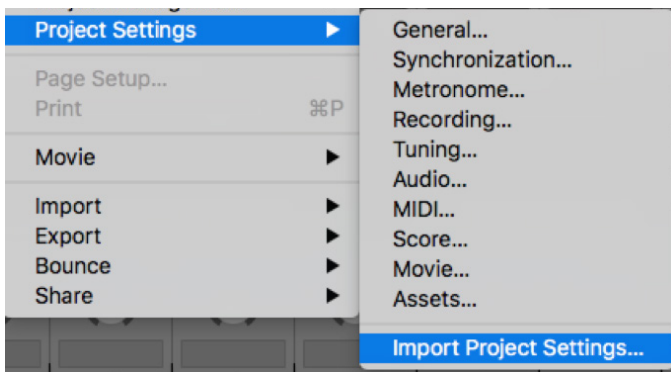 Project Settings ▶
Page Setup...
Print ⌘P
Movie ▶
Import ▶
Export ▶
Bounce ▶
Share ▶
General...
Synchronization...
Metronome...
Recording...
Tuning...
Audio...
MIDI...
Score...
Movie...
Assets...
Import Project Settings...